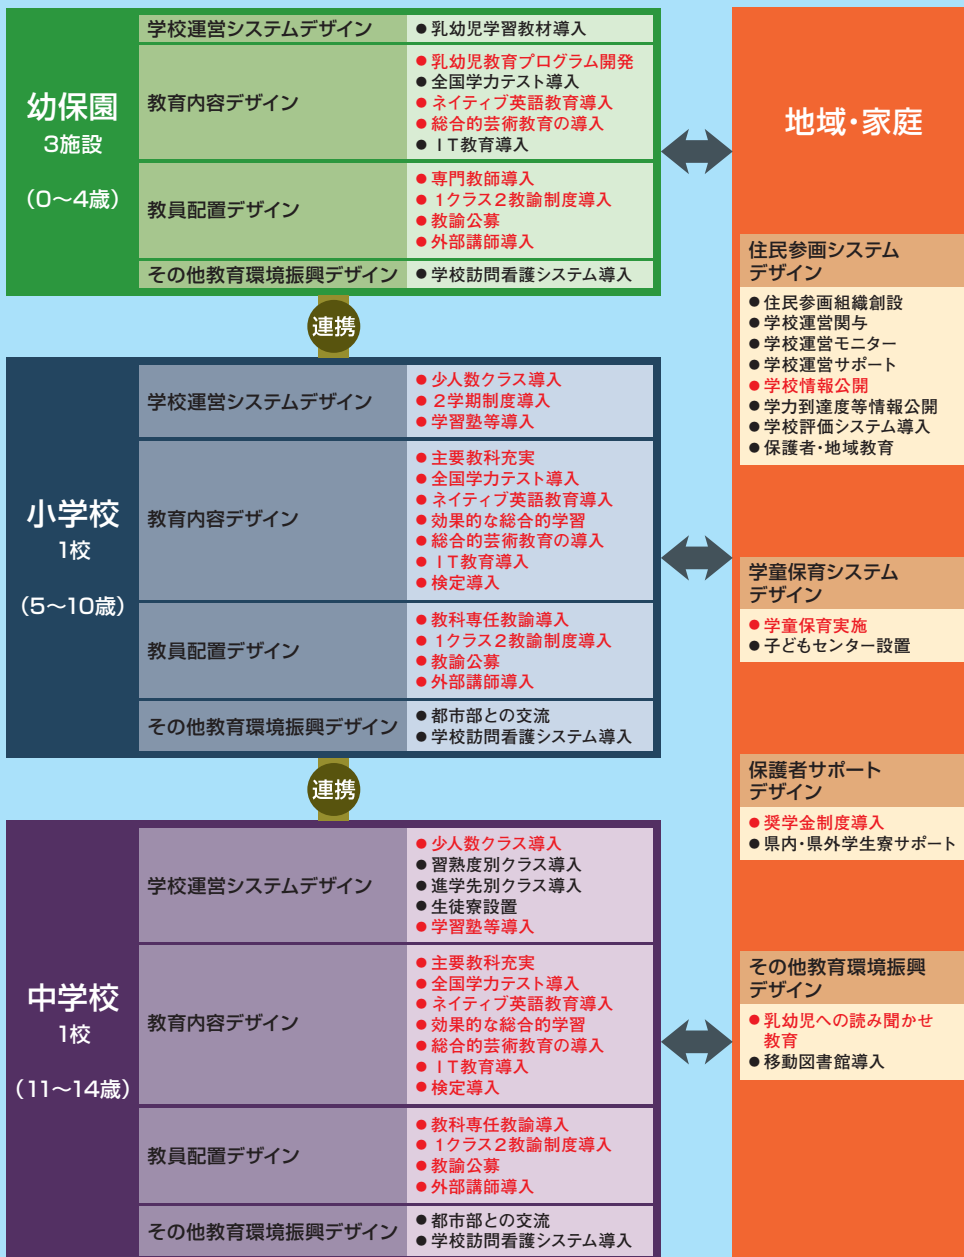 幼保園
3施設
（0～4歳）
学校運営システムデザイン
●乳幼児学習教材導入
教育内容デザイン
●乳幼児教育プログラム開発
●全国学力テスト導入
●ネイティブ英語教育導入
●総合的芸術教育の導入
●IT教育導入
教員配置デザイン
●専門教師導入
●1クラス2教諭制度導入
●教諭公募
●外部講師導入
その他教育環境振興デザイン
●学校訪問看護システム導入
連携
小学校
1校
（5～10歳）
学校運営システムデザイン
●少人数クラス導入
●2学期制度導入
●学習塾等導入
教育内容デザイン
●主要教科充実
●全国学力テスト導入
●ネイティブ英語教育導入
●効果的な総合的学習
●総合的芸術教育の導入
●IT教育導入
●検定導入
教員配置デザイン
●教科専任教諭導入
●1クラス2教諭制度導入
●教諭公募
●外部講師導入
その他教育環境振興デザイン
●都市部との交流
●学校訪問看護システム導入
連携
中学校
1校
（11～14歳）
学校運営システムデザイン
●少人数クラス導入
●習熟度別クラス導入
●進学先別クラス導入
●生徒寮設置
●学習塾等導入
教育内容デザイン
●主要教科充実
●全国学力テスト導入
●ネイティブ英語教育導入
●効果的な総合的学習
●総合的芸術教育の導入
●IT教育導入
●検定導入
教員配置デザイン
●教科専任教諭導入
●1クラス2教諭制度導入
●教諭公募
●外部講師導入
その他教育環境振興デザイン
●都市部との交流
●学校訪問看護システム導入
地域・家庭
住民参画システム
デザイン
●住民参画組織創設
●学校運営関与
●学校運営モニター
●学校運営サポート
●学校情報公開
●学力到達度等情報公開
●学校評価システム導入
●保護者・地域教育
学童保育システム
デザイン
●学童保育実施
●子どもセンター設置
保護者サポート
デザイン
●奨学金制度導入
●県内・県外学生寮サポート
その他教育環境振興
デザイン
●乳幼児への読み聞かせ
教育
●移動図書館導入